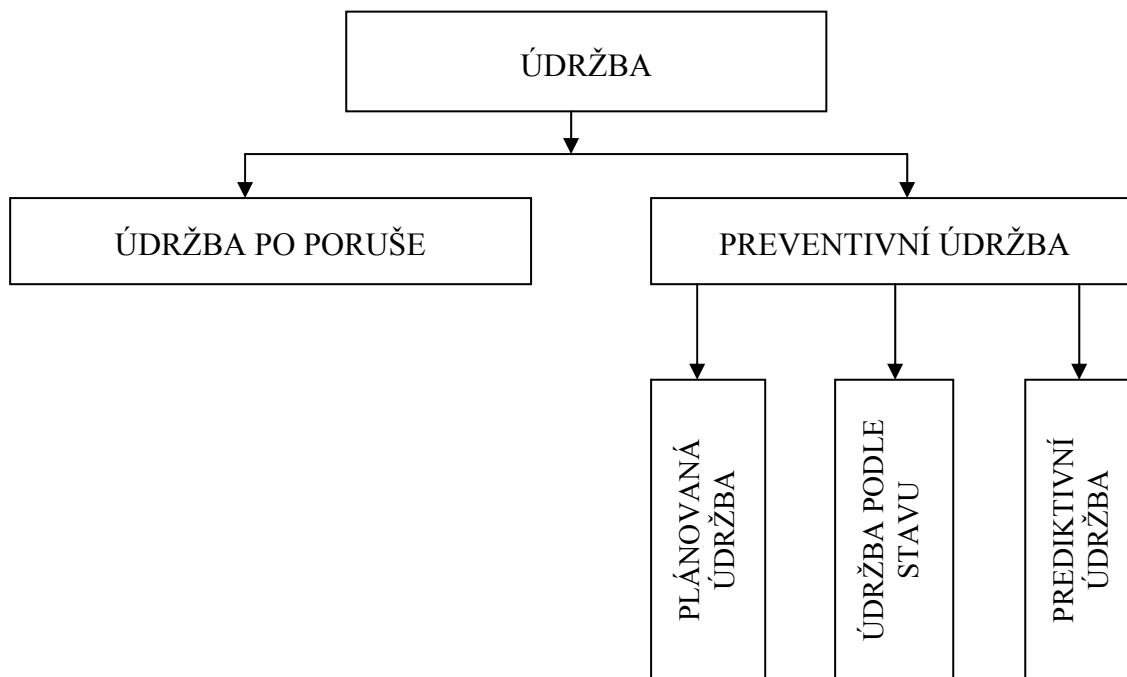 ÚDRŽBA
ÚDRŽBA PO PORUŠE
PREVENTIVNÍ ÚDRŽBA
PLÁNOVANÁ
ÚDRŽBA
ÚDRŽBA PODLE
STAVU
PREDIKTIVNÍ
ÚDRŽBA